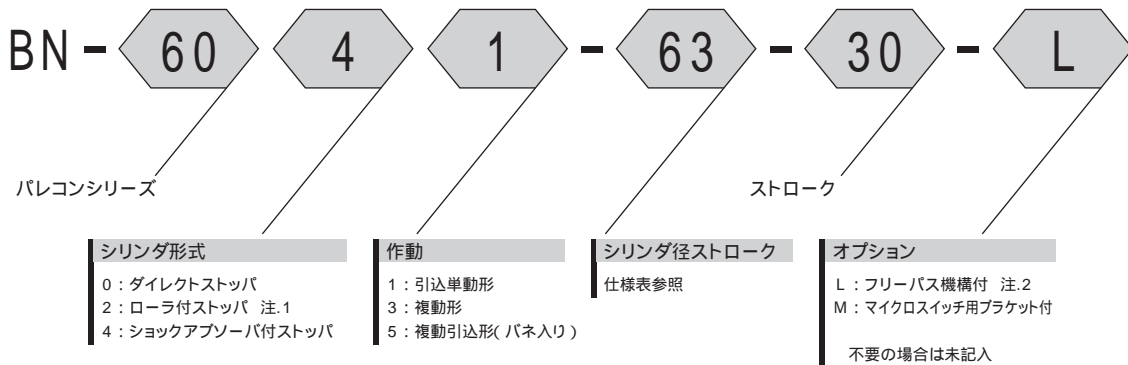 BN-60 4 1-63-30-L
パレコンシリーズ
ストローク
シリンダ形式
0：ダイレクトストッパ
2：ローラ付ストッパ 注.1
4：ショックアブソーバ付ストッパ
作動
1：引込単動形
3：複動形
5：複動引込形(バネ入り)
シリンダ径ストローク
仕様表参照
オプション
L：フリーパス機構付 注.2
M：マイクロスイッチ用ブラケット付
不要の場合は未記入